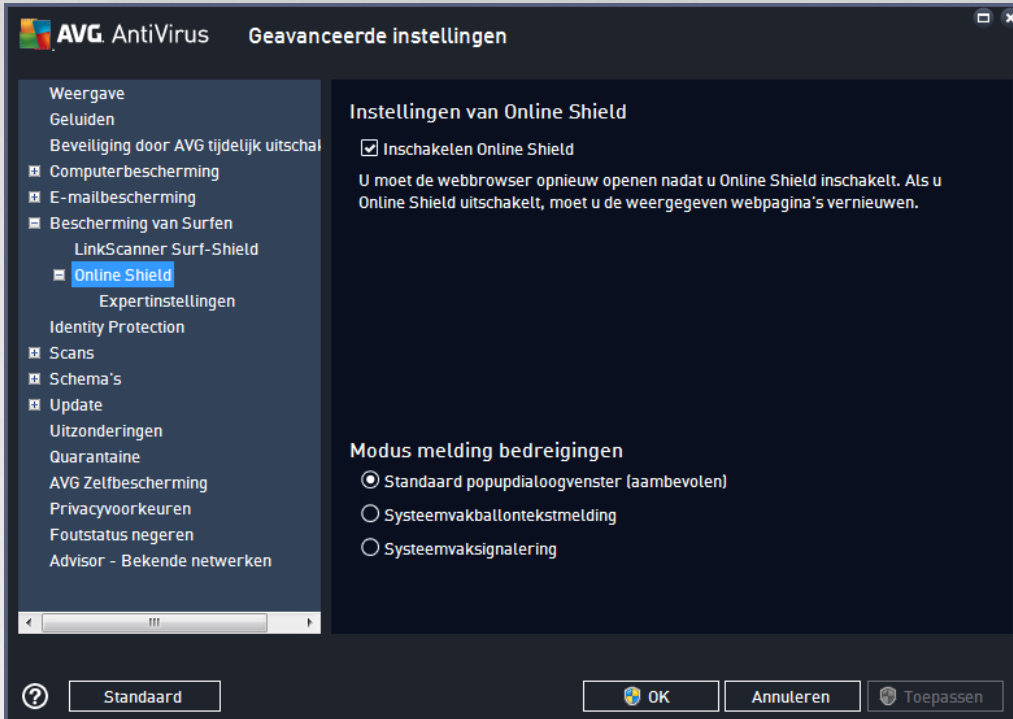 AVG. AntiVirus Geavanceerde instellingen
Weergave
Geluiden
Beveiliging door AVG tijdelijk uitschak
Computerbescherming
E-mailbescherming
Bescherming van Surfen
LinkScanner Surf-Shield
Online Shield
Expertinstellingen
Identity Protection
Scans
Schema's
Update
Uitzonderingen
Quarantaine
AVG Zelfbescherming
Privacyvoorkeuren
Foutstatus negeren
Advisor - Bekende netwerken
Instellingen van Online Shield
Inschakelen Online Shield
U moet de webbrowser opnieuw openen nadat u Online Shield inschakelt. Als u
Online Shield uitschakelt, moet u de weergegeven webpagina's vernieuwen.
Modus melding bedreigingen
Standaard popupdialoogvenster (aambevolen)
Systeemvakballontekstmelding
Systeemvaksignalering
Standaard
OK
Annuleren
Toepassen